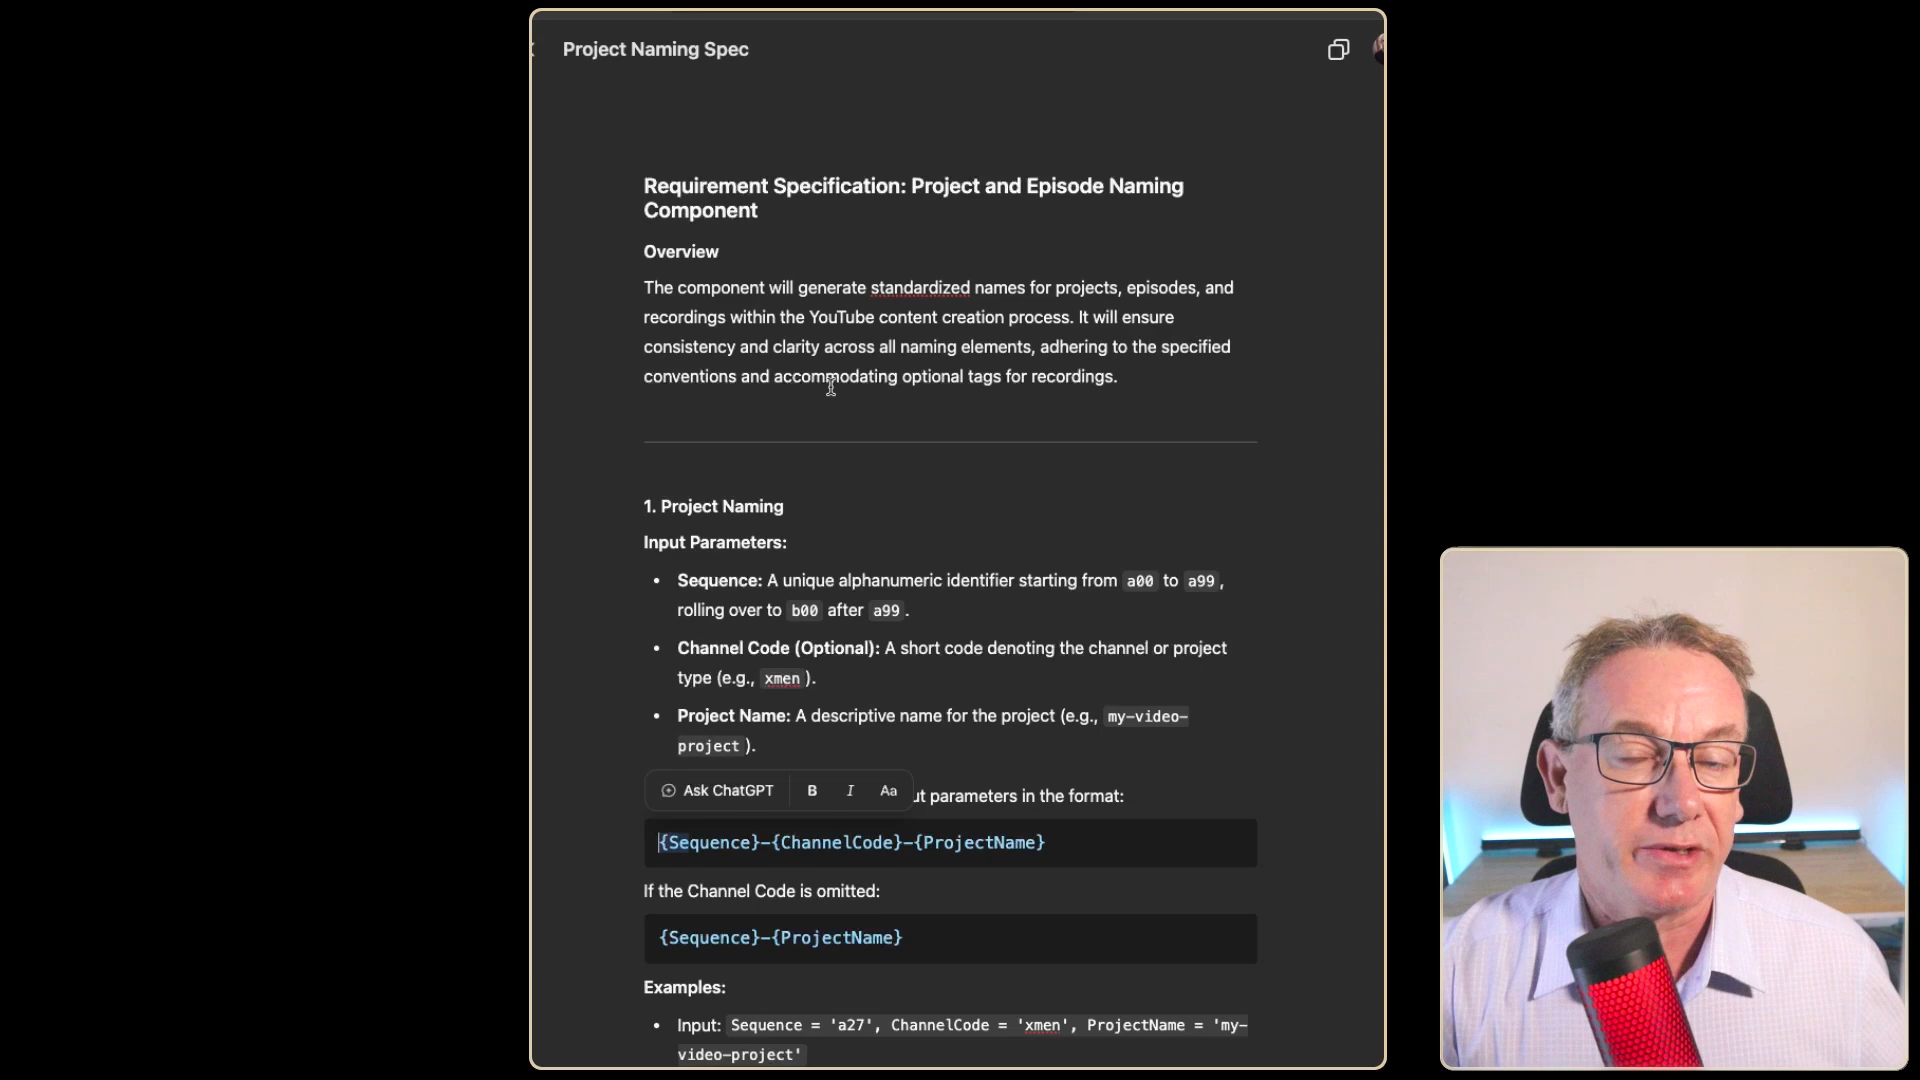 Project Naming Spec
Requirement Specification: Project and Episode Naming
Component
Overview
The component will generate standardized names for projects, episodes, and
recordings within the YouTube content creation process. It will ensure
consistency and clarity across all naming elements, adhering to the specified
conventions and accommodating optional tags for recordings.
1. Project Naming
Input Parameters:
• Sequence: A unique alphanumeric identifier starting from a00 to a99,
rolling over to b00 after a99.
• Channel Code (Optional): A short code denoting the channel or project
type (e.g., xmen).
• Project Name: A descriptive name for the project (e.g., my-video-
project).
Ask ChatGPT B I Aa parameters in the format:
{Sequence}-{ChannelCode}-{ProjectName}
If the Channel Code is omitted:
{Sequence}-{ProjectName}
Examples:
• Input: Sequence = 'a27', ChannelCode = 'xmen', ProjectName = 'my-
video-project'